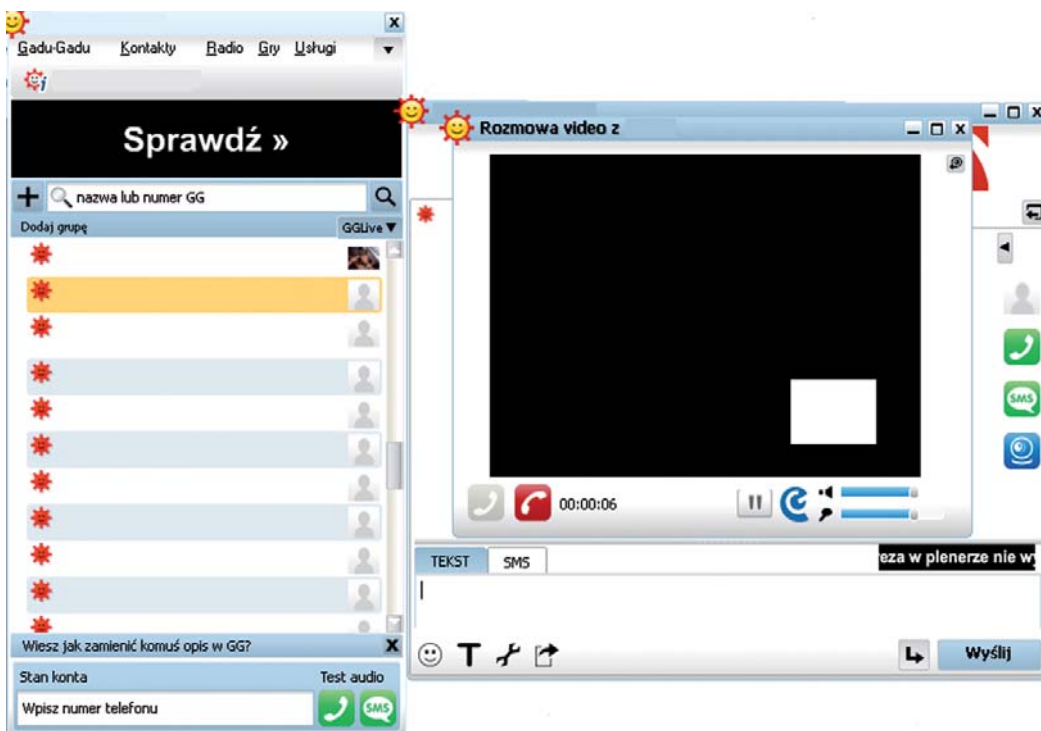 Gadu-Gadu Kontakty Radio Gry Usługi
i
Sprawdź »
nazwa lub numer GG
Dodaj grupę GGLive
Wiesz jak zamienić komuś opis w GG?
Stan konta Test audio
Wpisz numer telefonu
SMS
Rozmowa video z
00:00:06
SMS
TEKST SMS
eza w plenerze nie wy
T
Wyślij